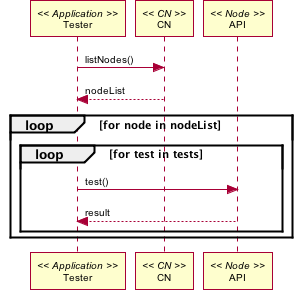 << Application >> << CN >> << Node >>
Tester CN API
listNodes()
nodeList
loop [for node in nodeList]
loop [for test in tests]
test()
result
<< Application >> << CN >> << Node >>
Tester CN API